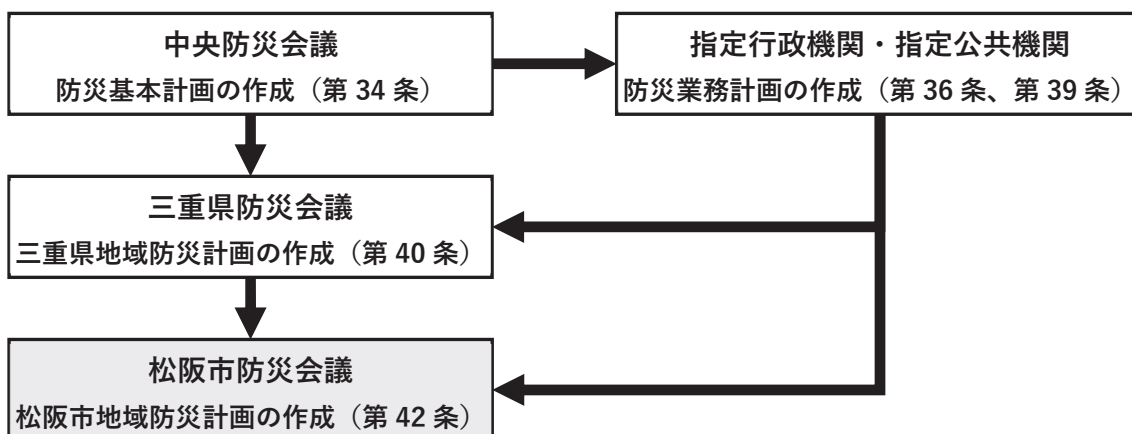 中央防災会議
防災基本計画の作成（第 34 条）
指定行政機関・指定公共機関
防災業務計画の作成（第 36 条、第 39 条）
三重県防災会議
三重県地域防災計画の作成（第 40 条）
松阪市防災会議
松阪市地域防災計画の作成（第 42 条）